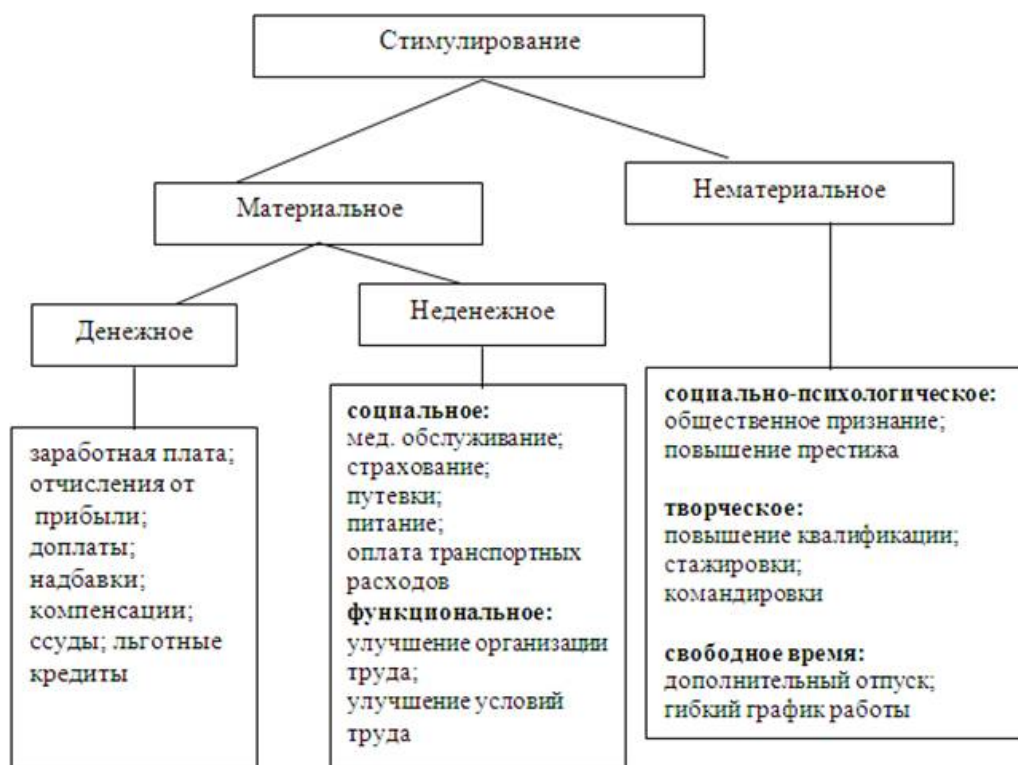 Стимулирование
Материальное
Нематериальное
Денежное
Неденежное
заработная плата;
отчисления от
прибыли;
доплаты;
надбавки;
компенсации;
ссуды; льготные
кредиты
социальное:
мед. обслуживание;
страхование;
путевки;
питание;
оплата транспортных
расходов
функциональное:
улучшение организации
труда;
улучшение условий
труда
социально-психологическое:
общественное признание;
повышение престижа
творческое:
повышение квалификации;
стажировки;
командировки
свободное время:
дополнительный отпуск;
гибкий график работы